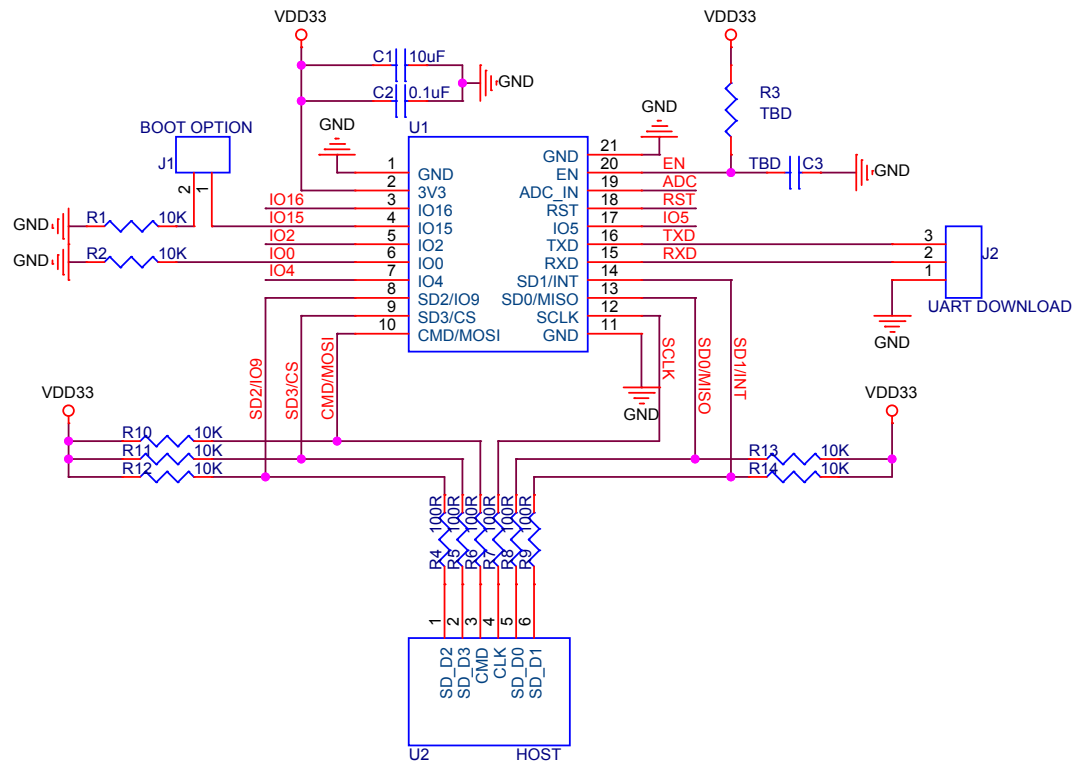 VDD33
VDD33
C1 10uF
C2 0.1uF
GND
R3
TBD
GND
GND
BOOT OPTION
J1
2 1
U1
1 GND
2 3V3
IO16 3 IO16
IO15 4 IO15
IO2 5 IO2
IO0 6 IO0
IO4 7 IO4
8 SD2/IO9
9 SD3/CS
10 CMD/MOSI
GND 21
EN 20 EN
ADC_IN 19 ADC
RST 18 RST
IO5 17 IO5
TXD 16 TXD
RXD 15 RXD
SD1/INT 14
SD0/MISO 13
SCLK 12
GND 11
TBD C3
GND
GND R1 10K
GND R2 10K
3
2
1
J2
UART DOWNLOAD
GND
SD2/IO9
SD3/CS
CMD/MOSI
SCLK
SD0/MISO
SD1/INT
GND
VDD33
VDD33
R10 10K
R11 10K
R12 10K
R13 10K
R14 10K
R4 100R
R5 100R
R6 100R
R7 100R
R8 100R
R9 100R
1 SD_D2
2 SD_D3
3 CMD
4 CLK
5 SD_D0
6 SD_D1
U2 HOST